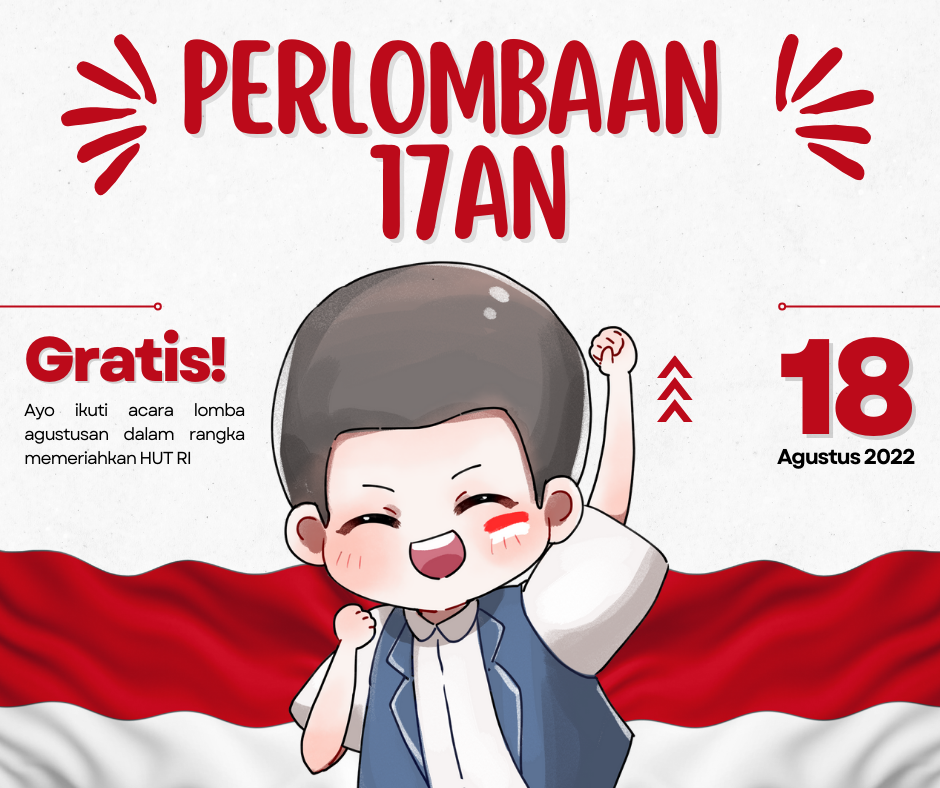 PERLOMBAAN
17AN
Gratis!
Ayo ikuti acara lomba
agustusan dalam rangka
memeriahkan HUT RI
18
Agustus 2022